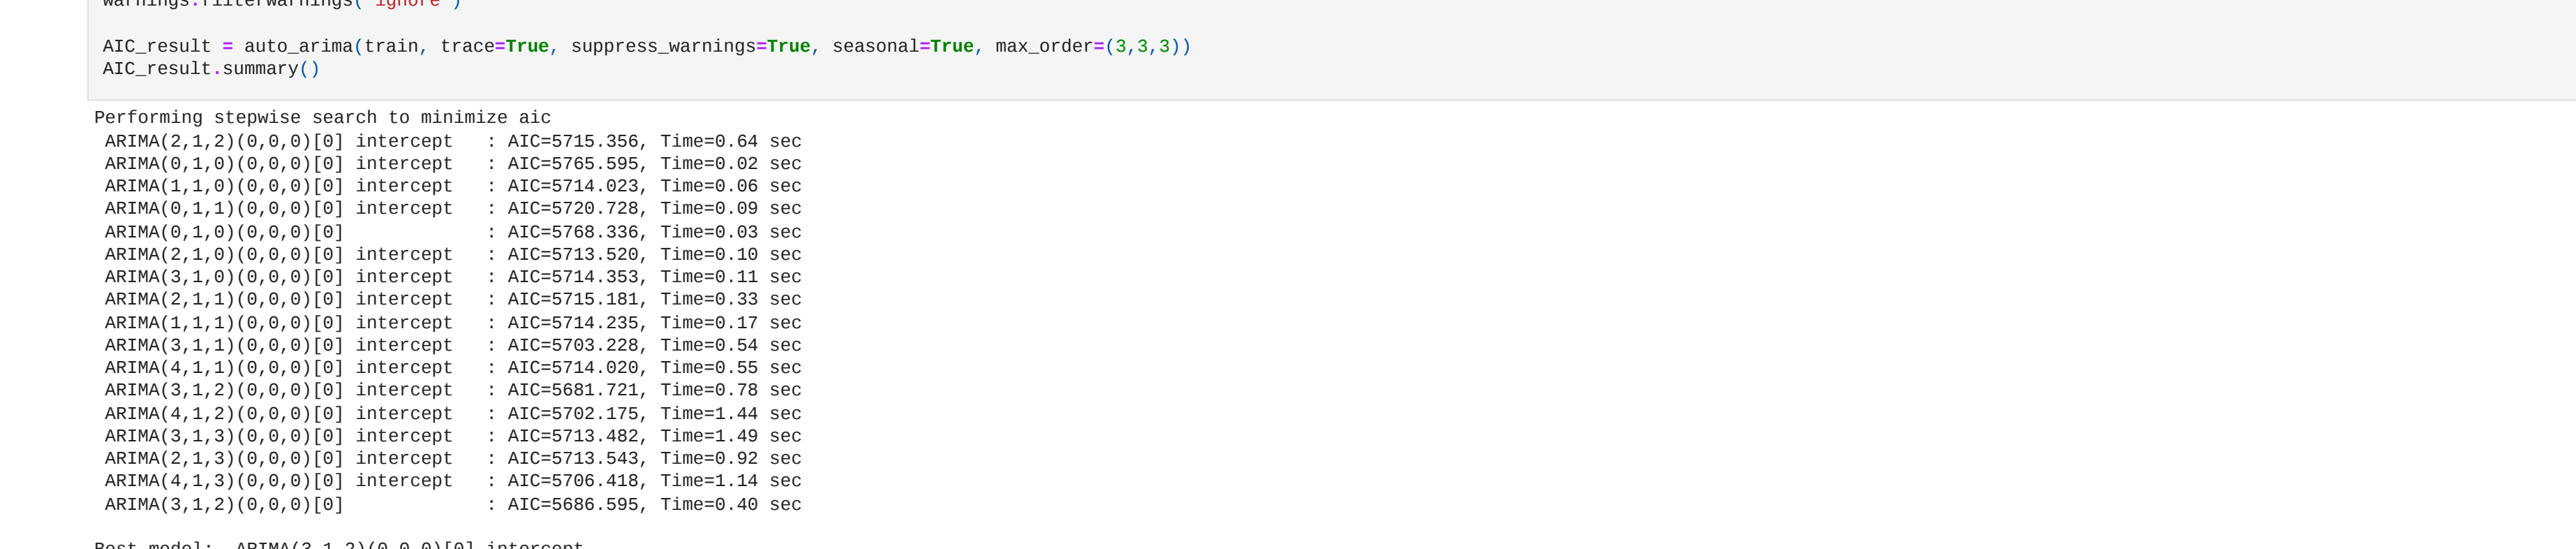 warnings.filterwarnings("ignore")
AIC_result = auto_arima(train, trace=True, suppress_warnings=True, seasonal=True, max_order=(3,3,3))
AIC_result.summary()
Performing stepwise search to minimize aic
ARIMA(2,1,2)(0,0,0)[0] intercept   : AIC=5715.356, Time=0.64 sec
ARIMA(0,1,0)(0,0,0)[0] intercept   : AIC=5765.595, Time=0.02 sec
ARIMA(1,1,0)(0,0,0)[0] intercept   : AIC=5714.023, Time=0.06 sec
ARIMA(0,1,1)(0,0,0)[0] intercept   : AIC=5720.728, Time=0.09 sec
ARIMA(0,1,0)(0,0,0)[0]             : AIC=5768.336, Time=0.03 sec
ARIMA(2,1,0)(0,0,0)[0] intercept   : AIC=5713.520, Time=0.10 sec
ARIMA(3,1,0)(0,0,0)[0] intercept   : AIC=5714.353, Time=0.11 sec
ARIMA(2,1,1)(0,0,0)[0] intercept   : AIC=5715.181, Time=0.33 sec
ARIMA(1,1,1)(0,0,0)[0] intercept   : AIC=5714.235, Time=0.17 sec
ARIMA(3,1,1)(0,0,0)[0] intercept   : AIC=5703.228, Time=0.54 sec
ARIMA(4,1,1)(0,0,0)[0] intercept   : AIC=5714.020, Time=0.55 sec
ARIMA(3,1,2)(0,0,0)[0] intercept   : AIC=5681.721, Time=0.78 sec
ARIMA(4,1,2)(0,0,0)[0] intercept   : AIC=5702.175, Time=1.44 sec
ARIMA(3,1,3)(0,0,0)[0] intercept   : AIC=5713.482, Time=1.49 sec
ARIMA(2,1,3)(0,0,0)[0] intercept   : AIC=5713.543, Time=0.92 sec
ARIMA(4,1,3)(0,0,0)[0] intercept   : AIC=5706.418, Time=1.14 sec
ARIMA(3,1,2)(0,0,0)[0]             : AIC=5686.595, Time=0.40 sec
Best model:  ARIMA(3,1,2)(0,0,0)[0] intercept